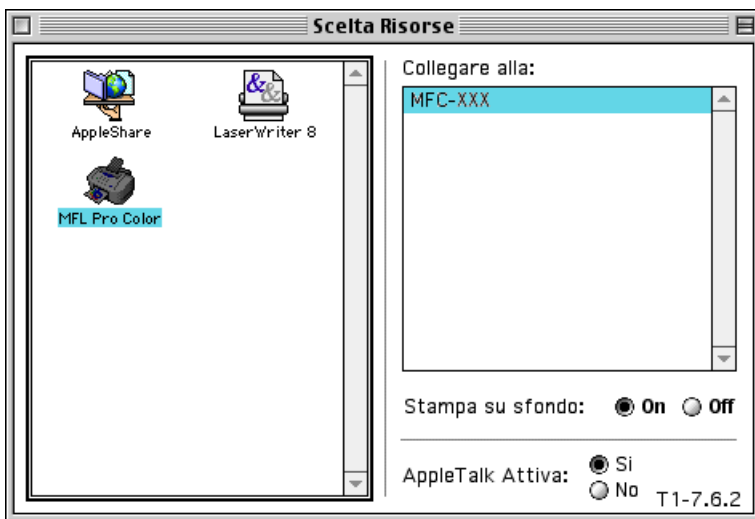 Scelta Risorse
AppleShare
LaserWriter 8
MFL Pro Color
Collegare alla:
MFC-XXX
Stampa su sfondo: On Off
AppleTalk Attiva: Si
No
T1-7.6.2